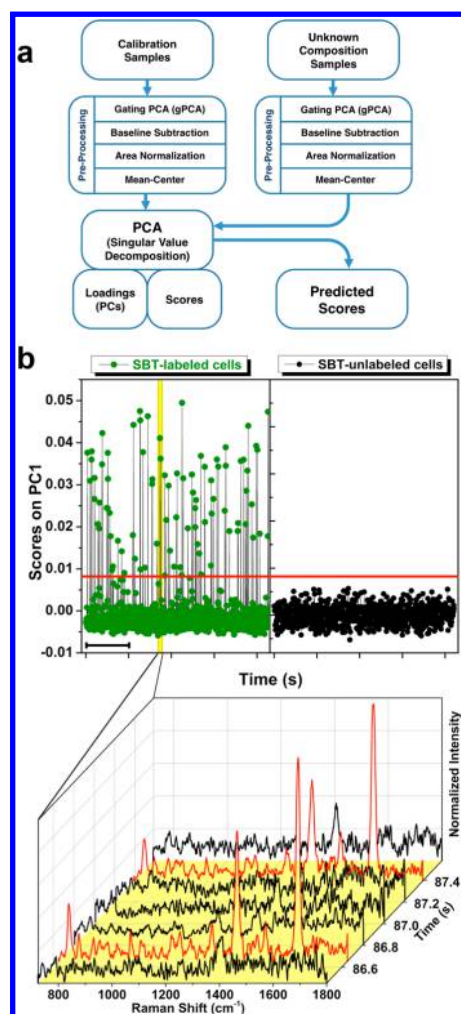 a
Calibration
Samples
Unknown
Composition
Samples
Pre-Processing
Gating PCA (gPCA)
Baseline Subtraction
Area Normalization
Mean-Center
Pre-Processing
Gating PCA (gPCA)
Baseline Subtraction
Area Normalization
Mean-Center
PCA
(Singular Value
Decomposition)
Loadings
(PCs)
Scores
Predicted
Scores
b
SBT-labeled cells
SBT-unlabeled cells
Scores on PC1
0.05
0.04
0.03
0.02
0.01
0.00
-0.01
Time (s)
Normalized Intensity
87.4
87.2
87.0
86.8
86.6
Time (s)
800 1000 1200 1400 1600 1800
Raman Shift (cm-1)